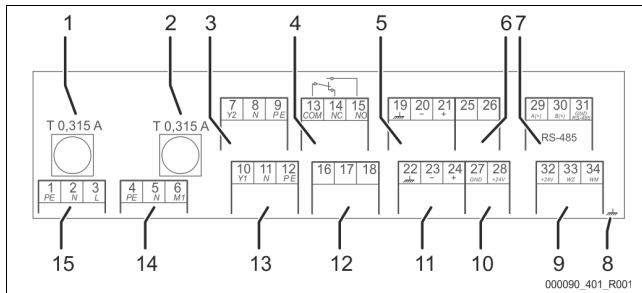 1 2 3 4 5 6 7
T 0,315 A T 0,315 A
7 8 9 13 14 15 19 20 21 25 26 29 30 31
Y2 N PE COM NC NO − + A(+) B(+) GND RS-485
RS-485
10 11 12 16 17 18 22 23 24 27 28 32 33 34
Y1 N PE − + GND +24V +24V WZ WM
1 2 3 4 5 6
PE N L PE N M1
15 14 13 12 11 10 9 8
000090_401_R001